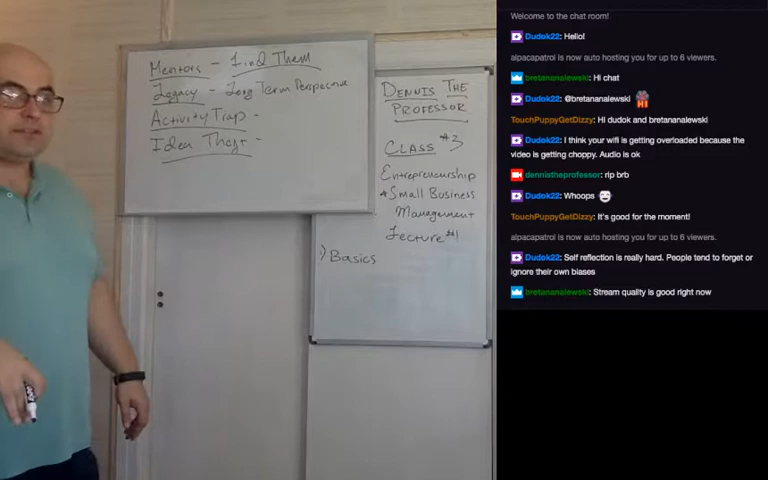 Mentors - Find Them
Legacy - Long Term Perspective
Activity Trap -
Idea Theft -
DENNIS THE
PROFESSOR
CLASS #3
Entrepreneurship
+Small Business
Management
Lecture #1
1) Basics
Welcome to the chat room!
Dudok22: Hello!
alpacapatrol is now auto hosting you for up to 6 viewers.
bretananalewski: Hi chat
Dudok22: @bretananalewski HI
TouchPuppyGetDizzy: HI dudok and bretananalewski
Dudok22: I think your wifi is getting overloaded because the
video is getting choppy. Audio is ok
dennistheprofessor: rip brb
Dudok22: Whoops
TouchPuppyGetDizzy: It's good for the moment!
alpacapatrol is now auto hosting you for up to 6 viewers.
Dudok22: Self reflection is really hard. People tend to forget or
ignore their own biases
bretananalewski: Stream quality is good right now